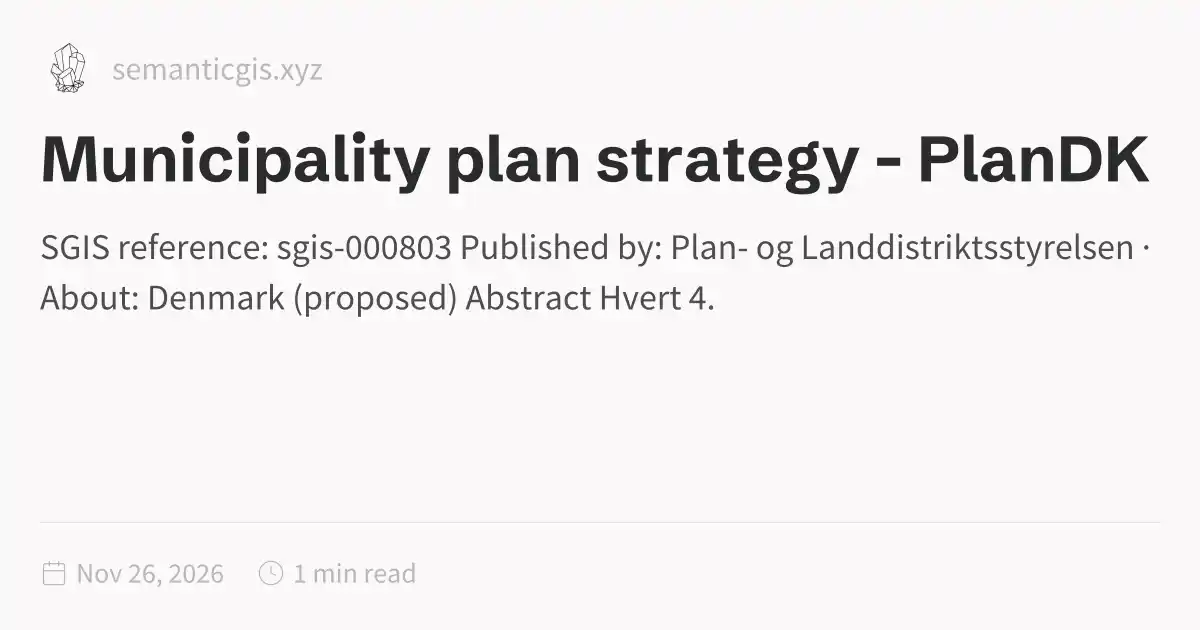 semanticgis.xyz
Municipality plan strategy - PlanDK
SGIS reference: sgis-000803 Published by: Plan- og Landdistriktsstyrelsen ·
About: Denmark (proposed) Abstract Hvert 4.
Nov 26, 2026
1 min read